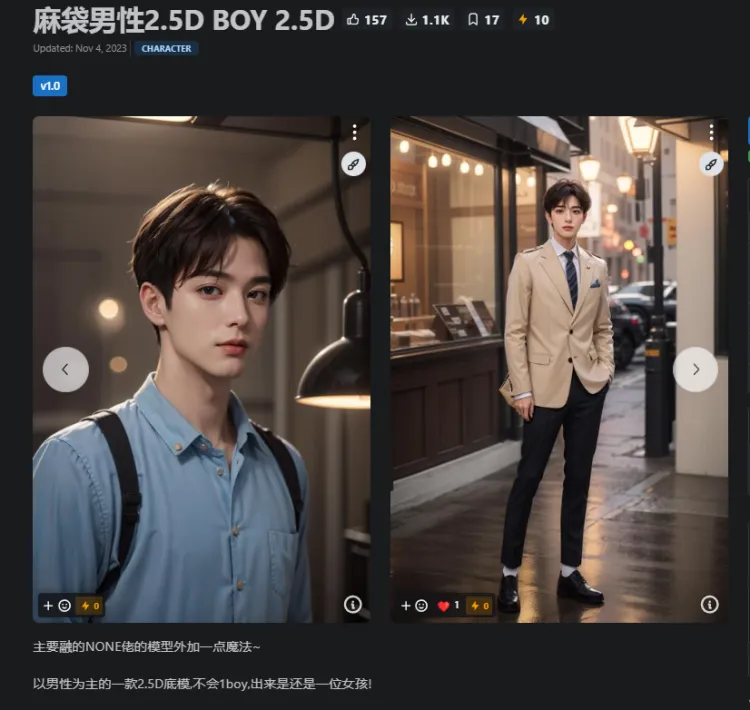 麻袋男性2.5D BOY 2.5D 157 1.1K 17 10
Updated: Nov 4, 2023 CHARACTER
v1.0
0
1 0
主要融的NONE佬的模型外加一点魔法~
以男性为主的一款2.5D底模,不会1boy,出来是还是一位女孩!